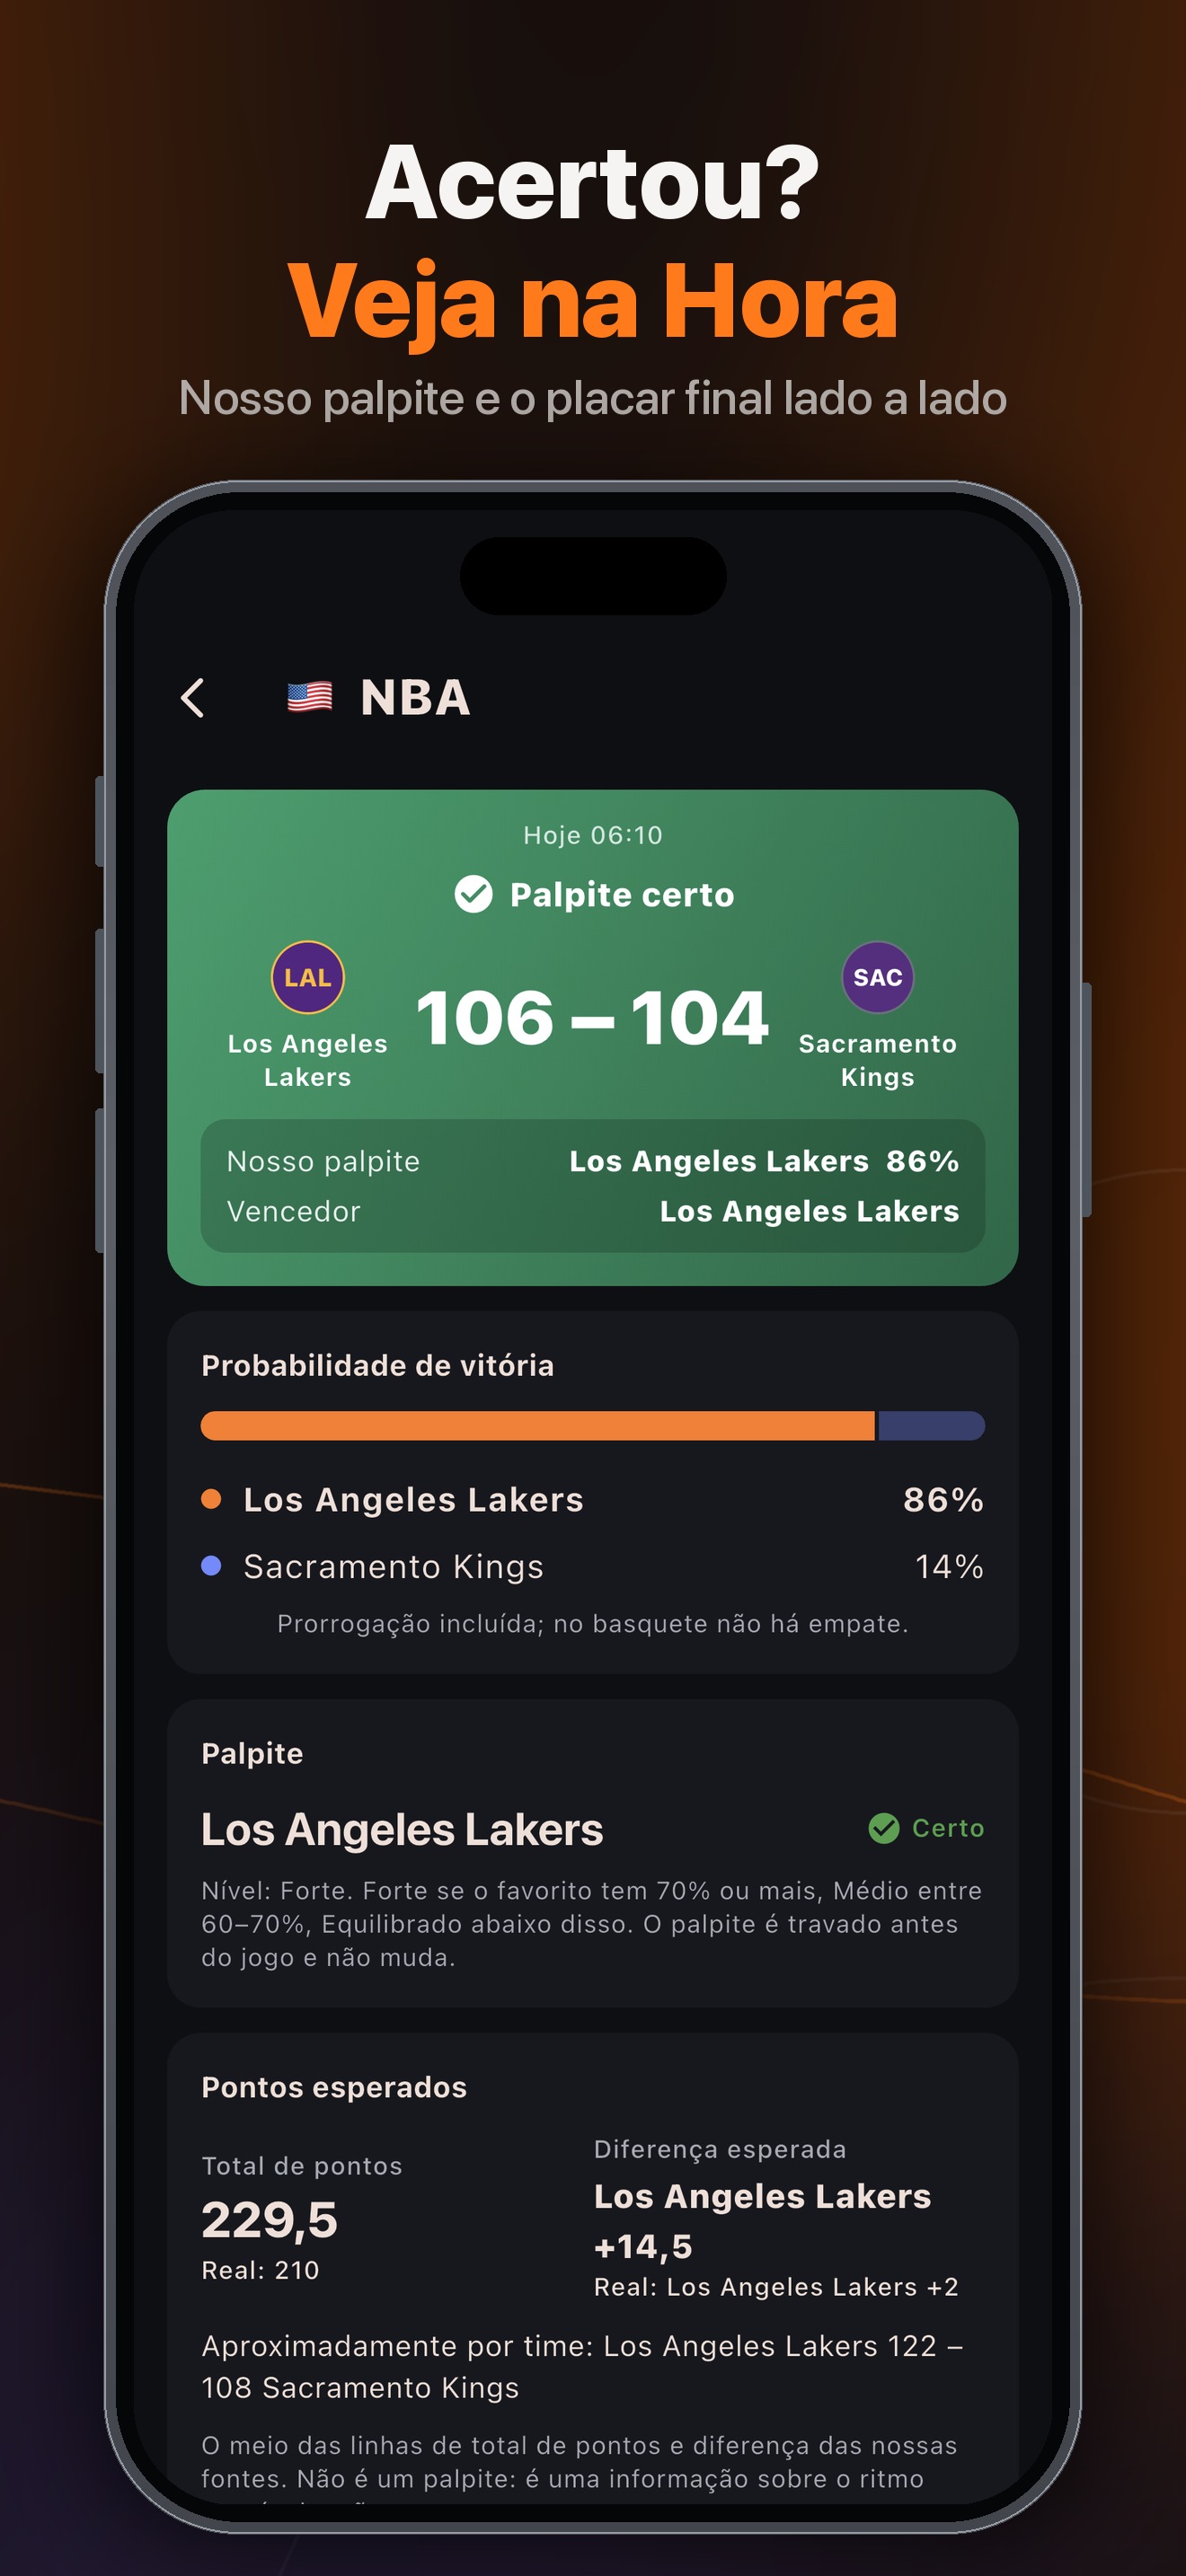 Acertou?
Veja na Hora
Nosso palpite e o placar final lado a lado
NBA
Hoje 06:10
Palpite certo
LAL
Los Angeles
Lakers
106 – 104
SAC
Sacramento
Kings
Nosso palpite Los Angeles Lakers 86%
Vencedor Los Angeles Lakers
Probabilidade de vitória
Los Angeles Lakers 86%
Sacramento Kings 14%
Prorrogação incluída; no basquete não há empate.
Palpite
Los Angeles Lakers Certo
Nível: Forte. Forte se o favorito tem 70% ou mais, Médio entre
60–70%, Equilibrado abaixo disso. O palpite é travado antes
do jogo e não muda.
Pontos esperados
Total de pontos
229,5
Real: 210
Diferença esperada
Los Angeles Lakers
+14,5
Real: Los Angeles Lakers +2
Aproximadamente por time: Los Angeles Lakers 122 –
108 Sacramento Kings
O meio das linhas de total de pontos e diferença das nossas
fontes. Não é um palpite: é uma informação sobre o ritmo